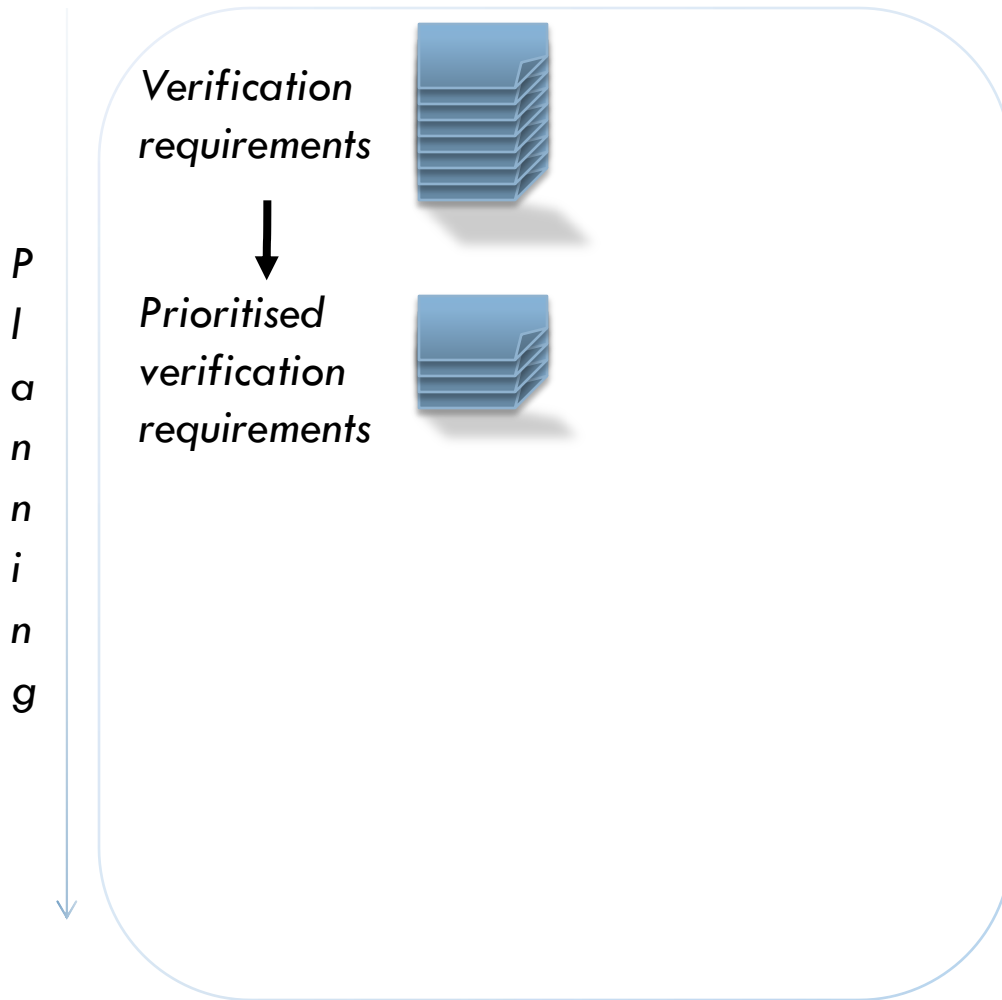 Verification
requirements
Prioritised
verification
requirements
P
l
a
n
n
i
n
g